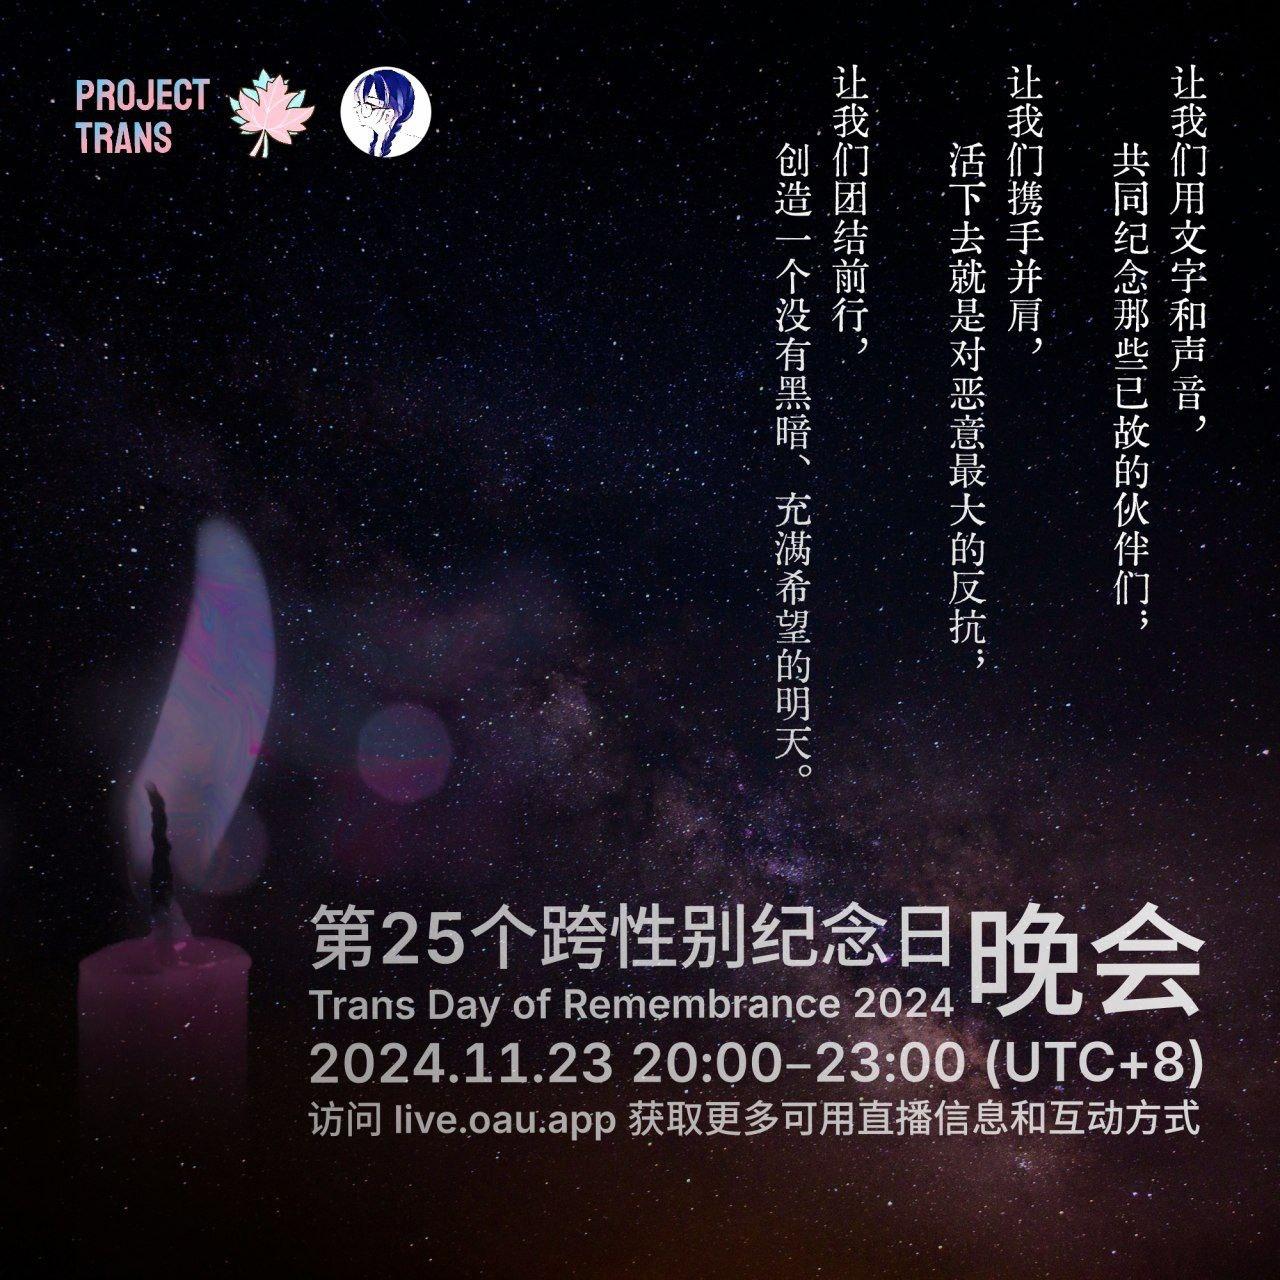 PROJECT
TRANS
让我们用文字和声音，
共同纪念那些已故的伙伴们；
让我们携手并肩，
活下去就是对恶意最大的反抗；
让我们团结前行，
创造一个没有黑暗、充满希望的明天。
第25个跨性别纪念日晚会
Trans Day of Remembrance 2024
2024.11.23 20:00–23:00 (UTC+8)
访问 live.oau.app 获取更多可用直播信息和互动方式